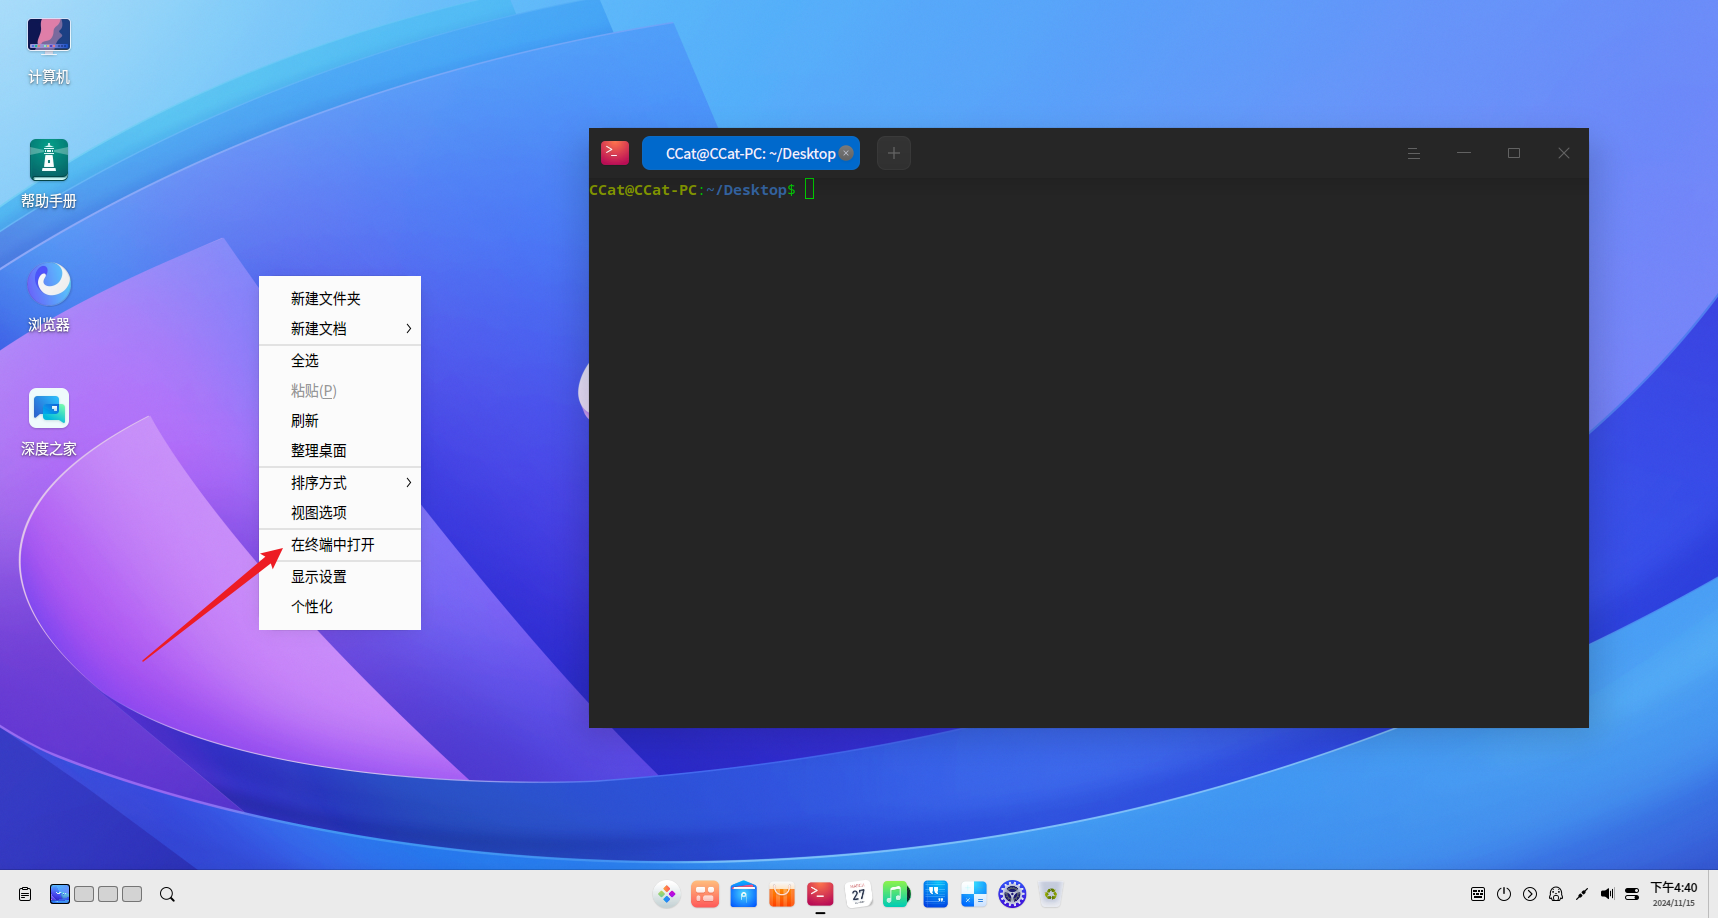 计算机
帮助手册
浏览器
深度之家
新建文件夹
新建文档
全选
粘贴(P)
刷新
整理桌面
排序方式
视图选项
在终端中打开
显示设置
个性化
CCat@CCat-PC: ~/Desktop
CCat@CCat-PC:~/Desktop$
27
下午4:40
2024/11/15